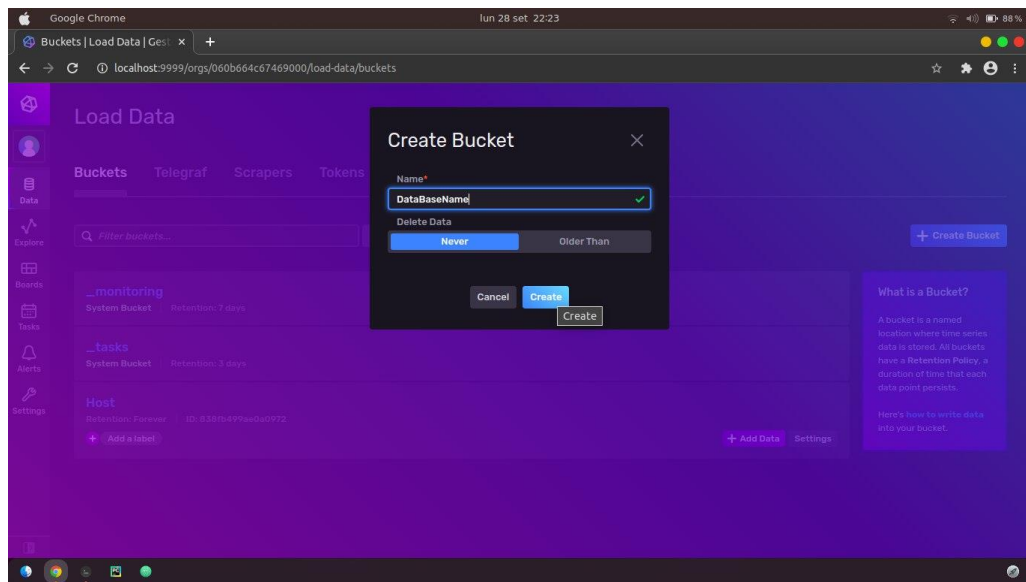 Google Chrome
lun 28 set 22:23
88 %
Buckets | Load Data | Gest
localhost:9999/orgs/060b664c67469000/load-data/buckets
Load Data
Buckets Telegraf Scrapers Tokens
Create Bucket
Name*
DataBaseName
Delete Data
Never Older Than
Cancel Create
Create
Data
Explore
Boards
Tasks
Alerts
Settings
Filter buckets...
+ Create Bucket
_monitoring
System Bucket Retention: 7 days
_tasks
System Bucket Retention: 3 days
Host
Retention: Forever
+ Add a label
+ Add Data Settings
What is a Bucket?
A bucket is a named
location where time series
data is stored. All buckets
have a Retention Policy, a
duration of time that each
data point persists.
Here's how to write data
into your bucket.